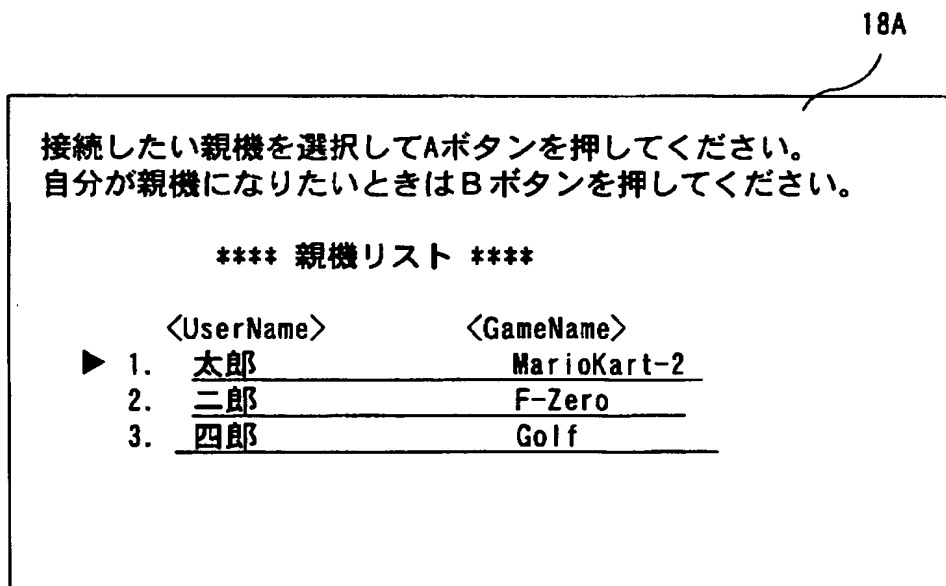 18A
接続したい親機を選択してAボタンを押してください。
自分が親機になりたいときはBボタンを押してください。
**** 親機リスト ****
<UserName> <GameName>
▶ 1. 太郎 MarioKart-2
2. 二郎 F-Zero
3. 四郎 Golf